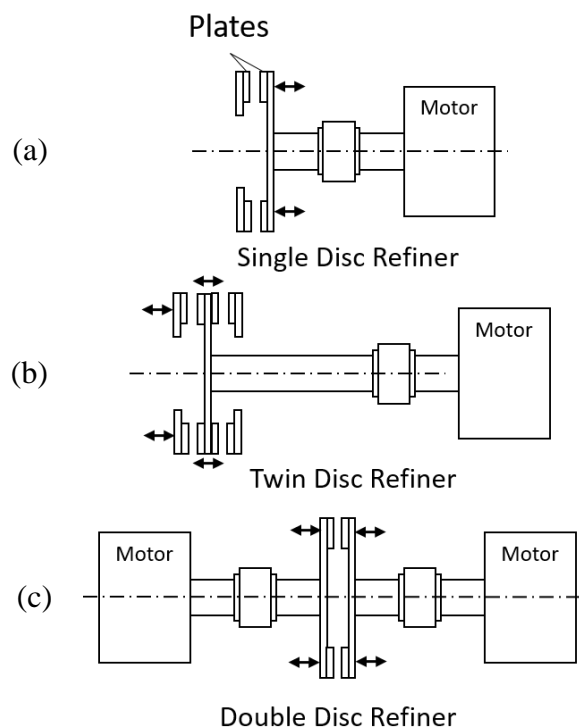 Plates
Motor
(a)
Single Disc Refiner
Motor
(b)
Twin Disc Refiner
Motor
Motor
(c)
Double Disc Refiner